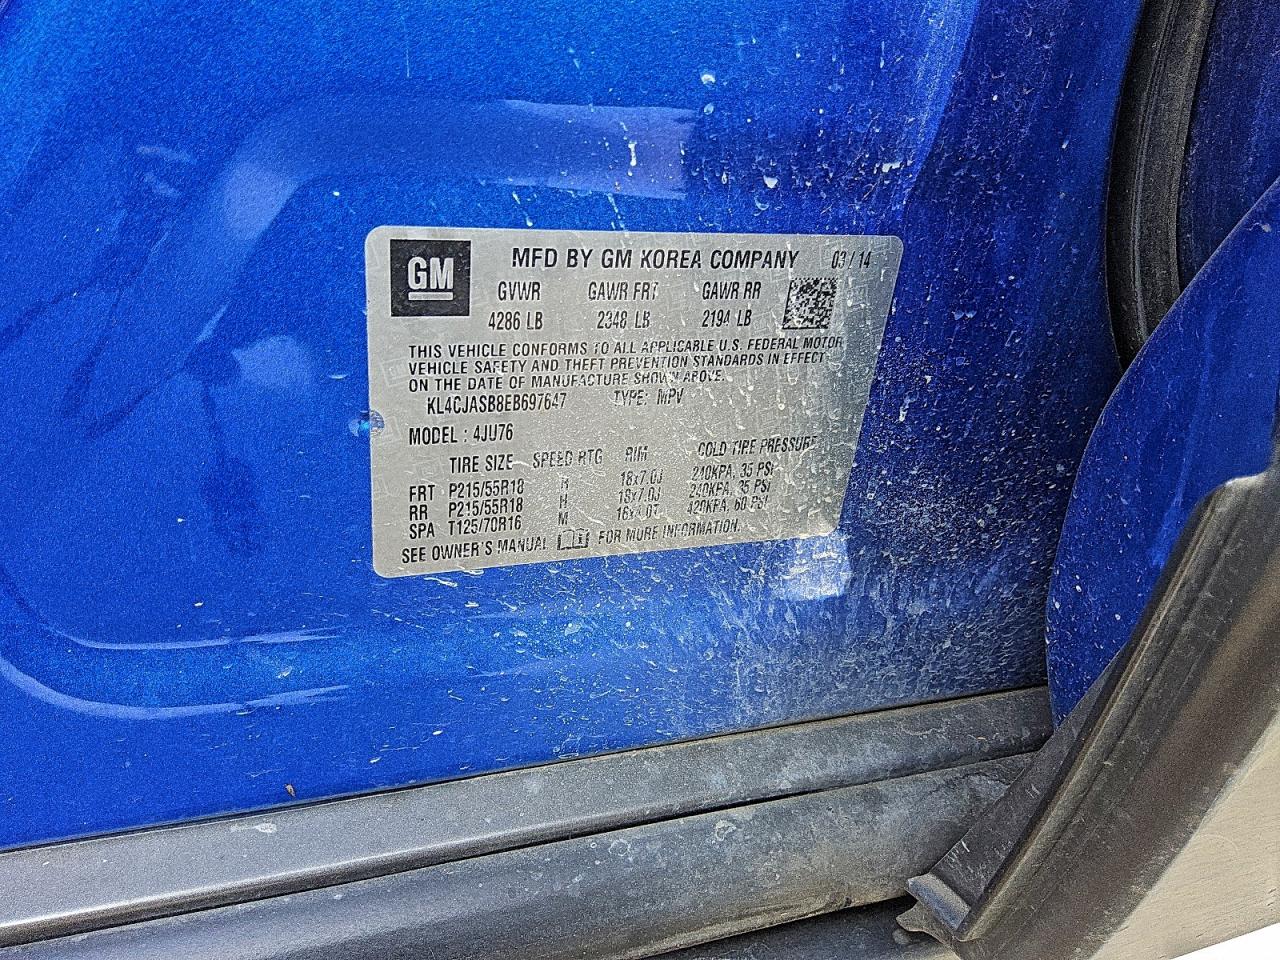 GM
MFD BY GM KOREA COMPANY 03/14
GVWR GAWR FRT GAWR RR
4286 LB 2348 LB 2194 LB
THIS VEHICLE CONFORMS TO ALL APPLICABLE U.S. FEDERAL MOTOR
VEHICLE SAFETY AND THEFT PREVENTION STANDARDS IN EFFECT
ON THE DATE OF MANUFACTURE SHOWN ABOVE.
KL4CJASB8EB697647 TYPE: MPV
MODEL : 4JU76
TIRE SIZE SPEED RTG RIM COLD TIRE PRESSURE
FRT P215/55R18 H 18x7.0J 240KPA, 35 PSI
RR P215/55R18 H 18x7.0J 240KPA, 35 PSI
SPA T125/70R16 M 16x4.0T 420KPA, 60 PSI
SEE OWNER'S MANUAL FOR MORE INFORMATION.